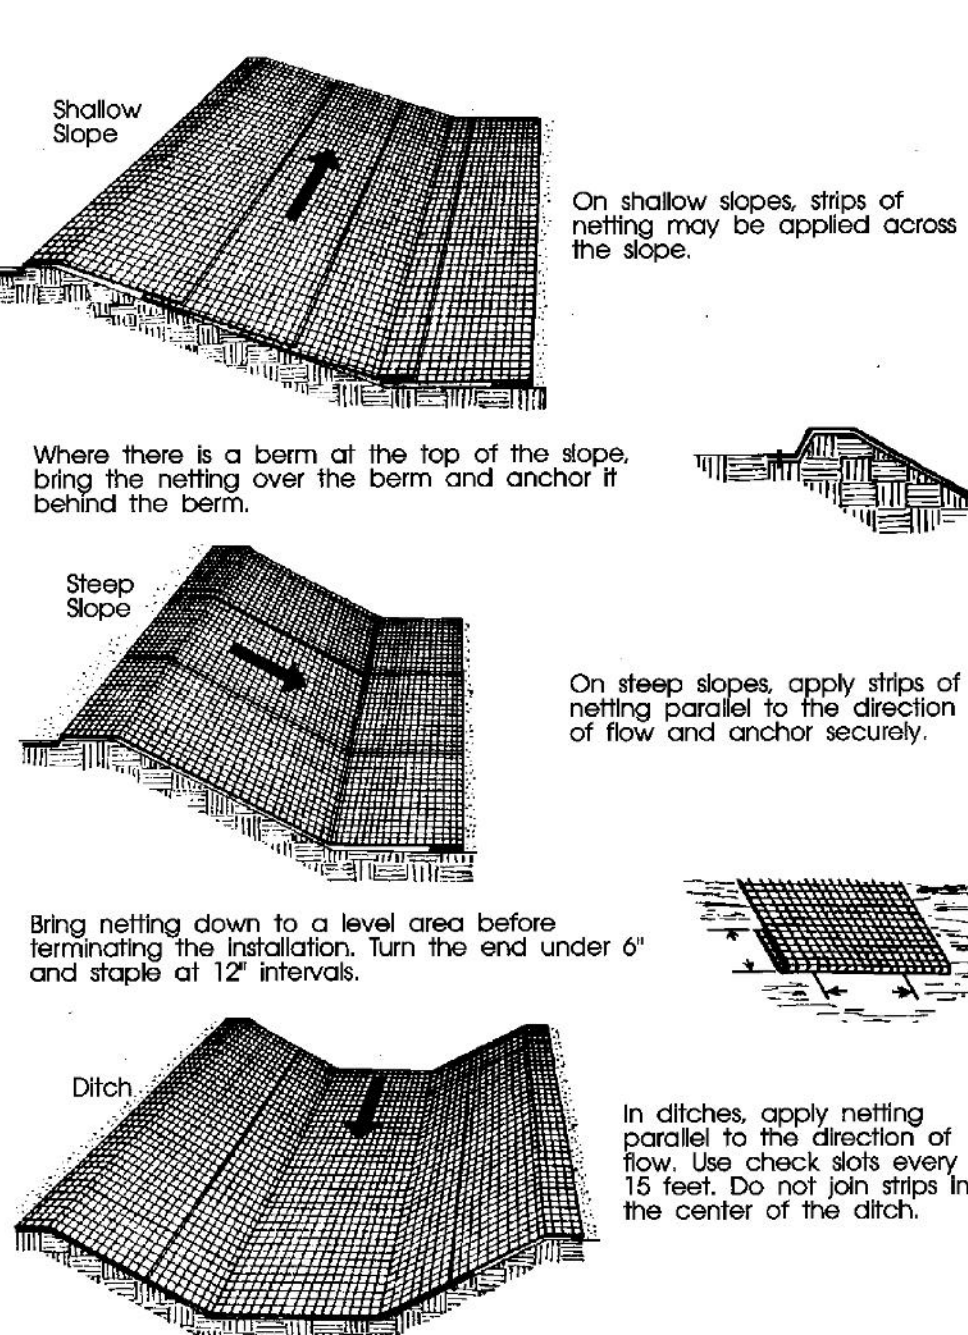 Shallow
Slope
On shallow slopes, strips of
netting may be applied across
the slope.
Where there is a berm at the top of the slope,
bring the netting over the berm and anchor it
behind the berm.
Steep
Slope
On steep slopes, apply strips of
netting parallel to the direction
of flow and anchor securely.
Bring netting down to a level area before
terminating the installation. Turn the end under 6"
and staple at 12" intervals.
Ditch
In ditches, apply netting
parallel to the direction of
flow. Use check slots every
15 feet. Do not join strips in
the center of the ditch.